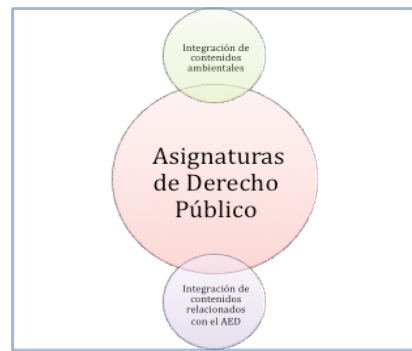 Integración de
contenidos
ambientales
Asignaturas
de Derecho
Público
Integración de
contenidos
relacionados
con el AED